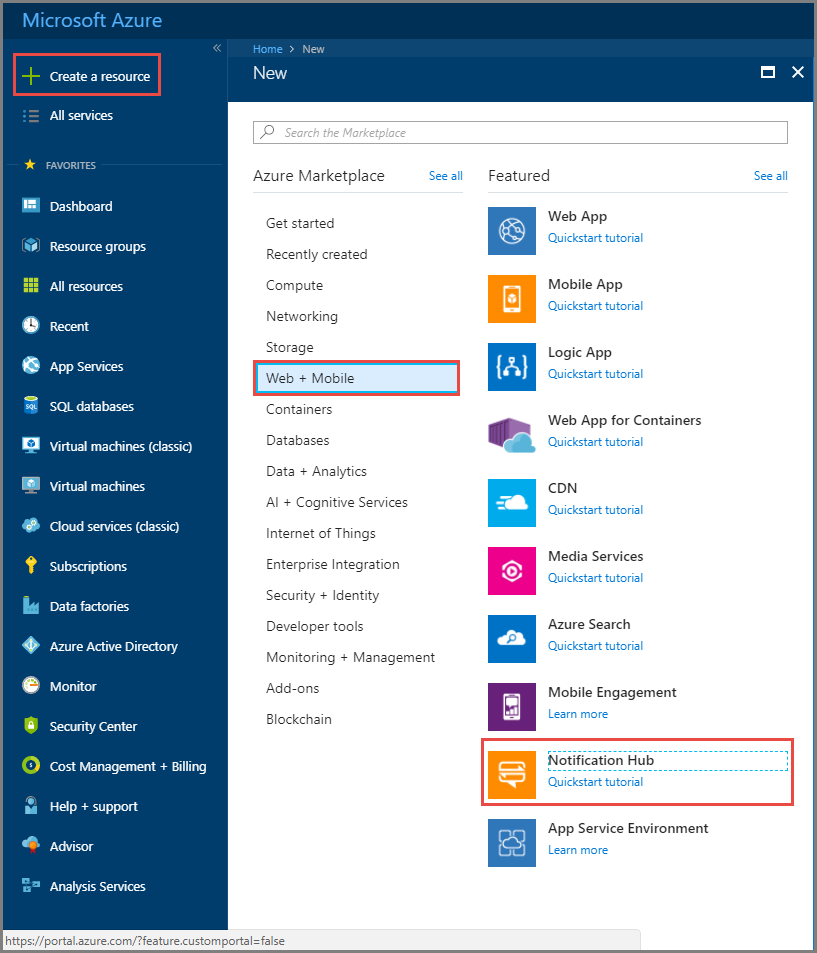 Microsoft Azure
Create a resource
All services
FAVORITES
Dashboard
Resource groups
All resources
Recent
App Services
SQL
SQL databases
Virtual machines (classic)
Virtual machines
Cloud services (classic)
Subscriptions
Data factories
Azure Active Directory
Monitor
Security Center
Cost Management + Billing
Help + support
Advisor
Analysis Services
Home > New
New
Search the Marketplace
Azure Marketplace
See all
Get started
Recently created
Compute
Networking
Storage
Web + Mobile
Containers
Databases
Data + Analytics
AI + Cognitive Services
Internet of Things
Enterprise Integration
Security + Identity
Developer tools
Monitoring + Management
Add-ons
Blockchain
Featured
See all
Web App
Quickstart tutorial
Mobile App
Quickstart tutorial
Logic App
Quickstart tutorial
Web App for Containers
Quickstart tutorial
CDN
Quickstart tutorial
Media Services
Quickstart tutorial
Azure Search
Quickstart tutorial
Mobile Engagement
Learn more
Notification Hub
Quickstart tutorial
App Service Environment
Learn more
https://portal.azure.com/?feature.customportal=false